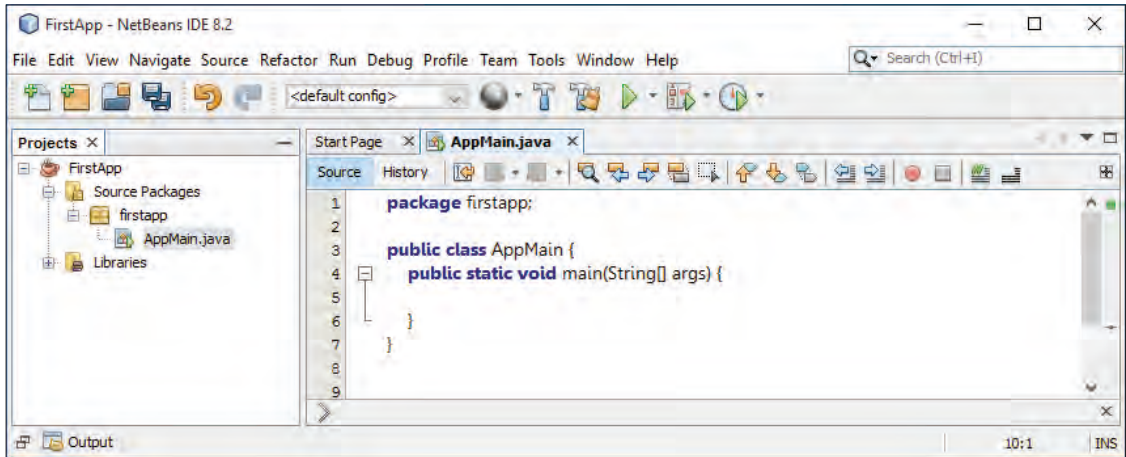 FirstApp - NetBeans IDE 8.2
File Edit View Navigate Source Refactor Run Debug Profile Team Tools Window Help
Search (Ctrl+I)
<default config>
Projects
Start Page
AppMain.java
FirstApp
Source Packages
firstapp
AppMain.java
Libraries
Source History
1 package firstapp;
2
3 public class AppMain {
4 public static void main(String[] args) {
5
6 }
7 }
8
9
Output
10:1
INS